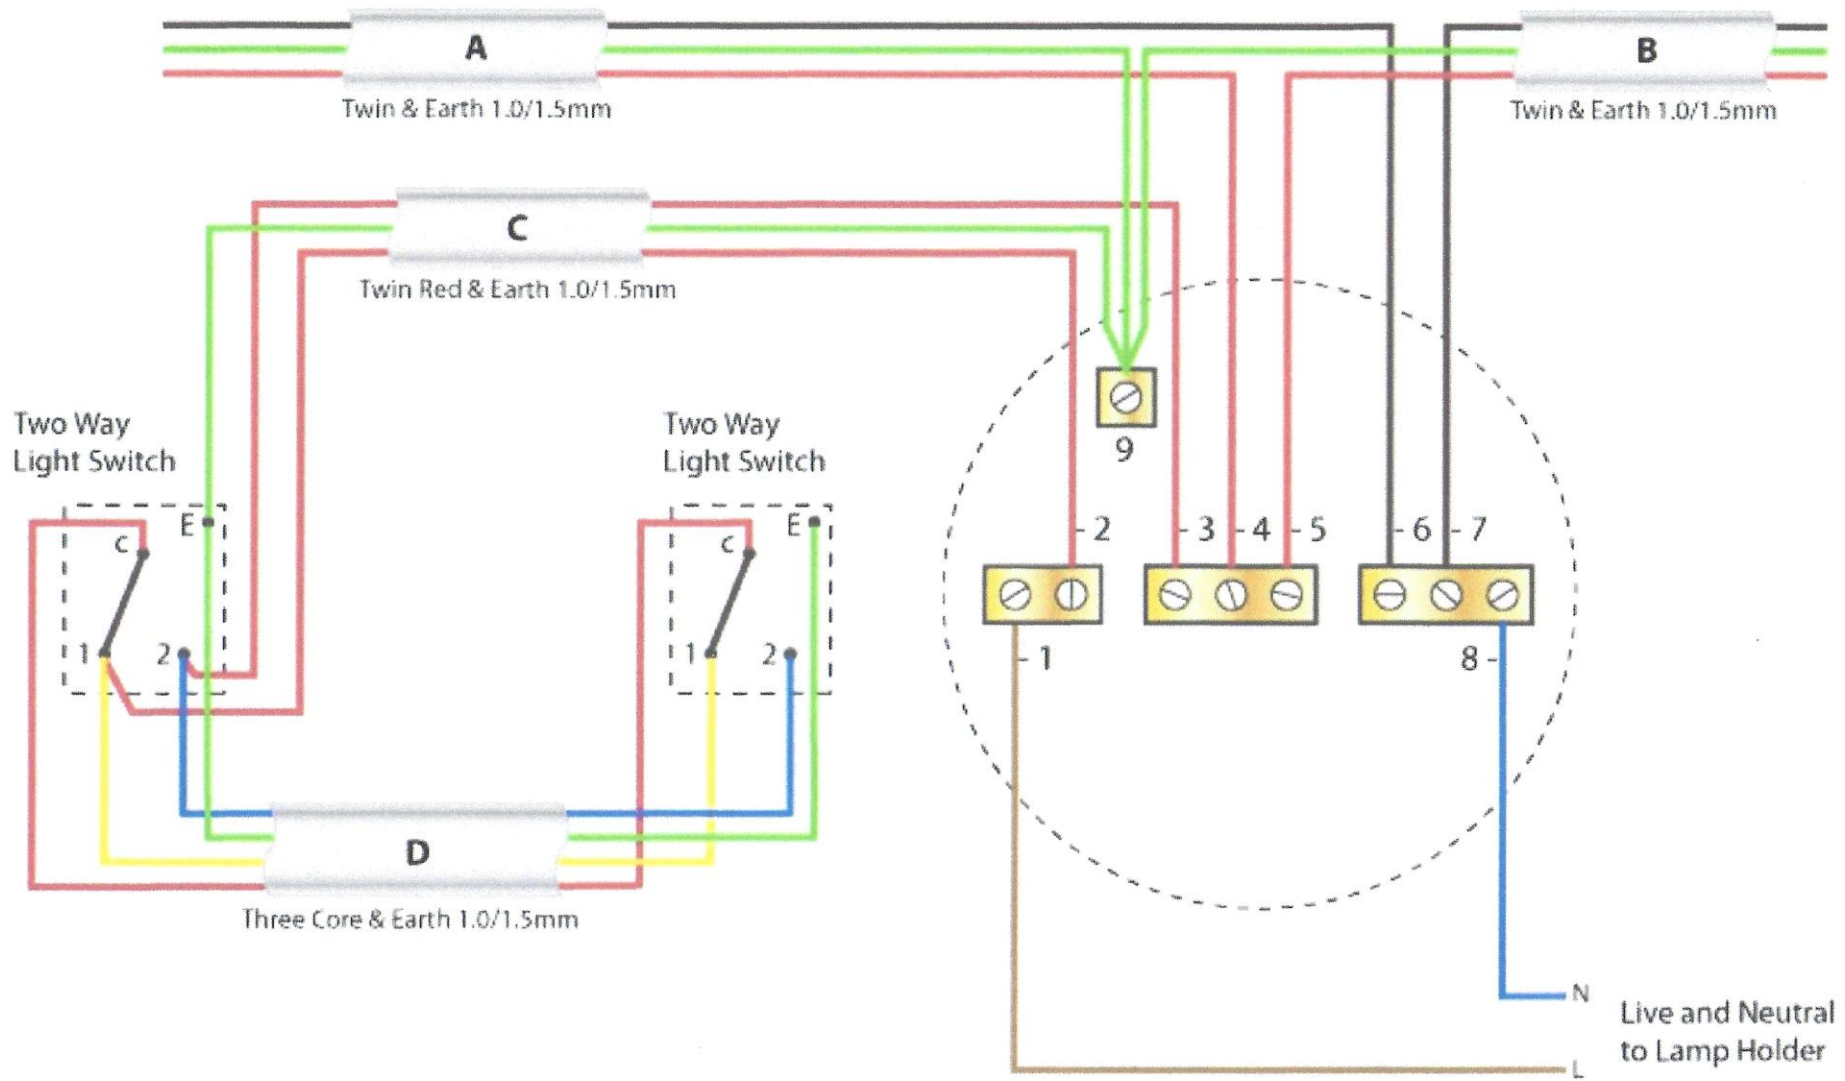 A
B
Twin & Earth 1.0/1.5mm
Twin & Earth 1.0/1.5mm
C
Twin Red & Earth 1.0/1.5mm
Two Way
Light Switch
Two Way
Light Switch
9
E
c
1
2
E
c
1
2
-2
-3
-4
-5
-6
-7
-1
8-
D
Three Core & Earth 1.0/1.5mm
N
Live and Neutral
to Lamp Holder
L